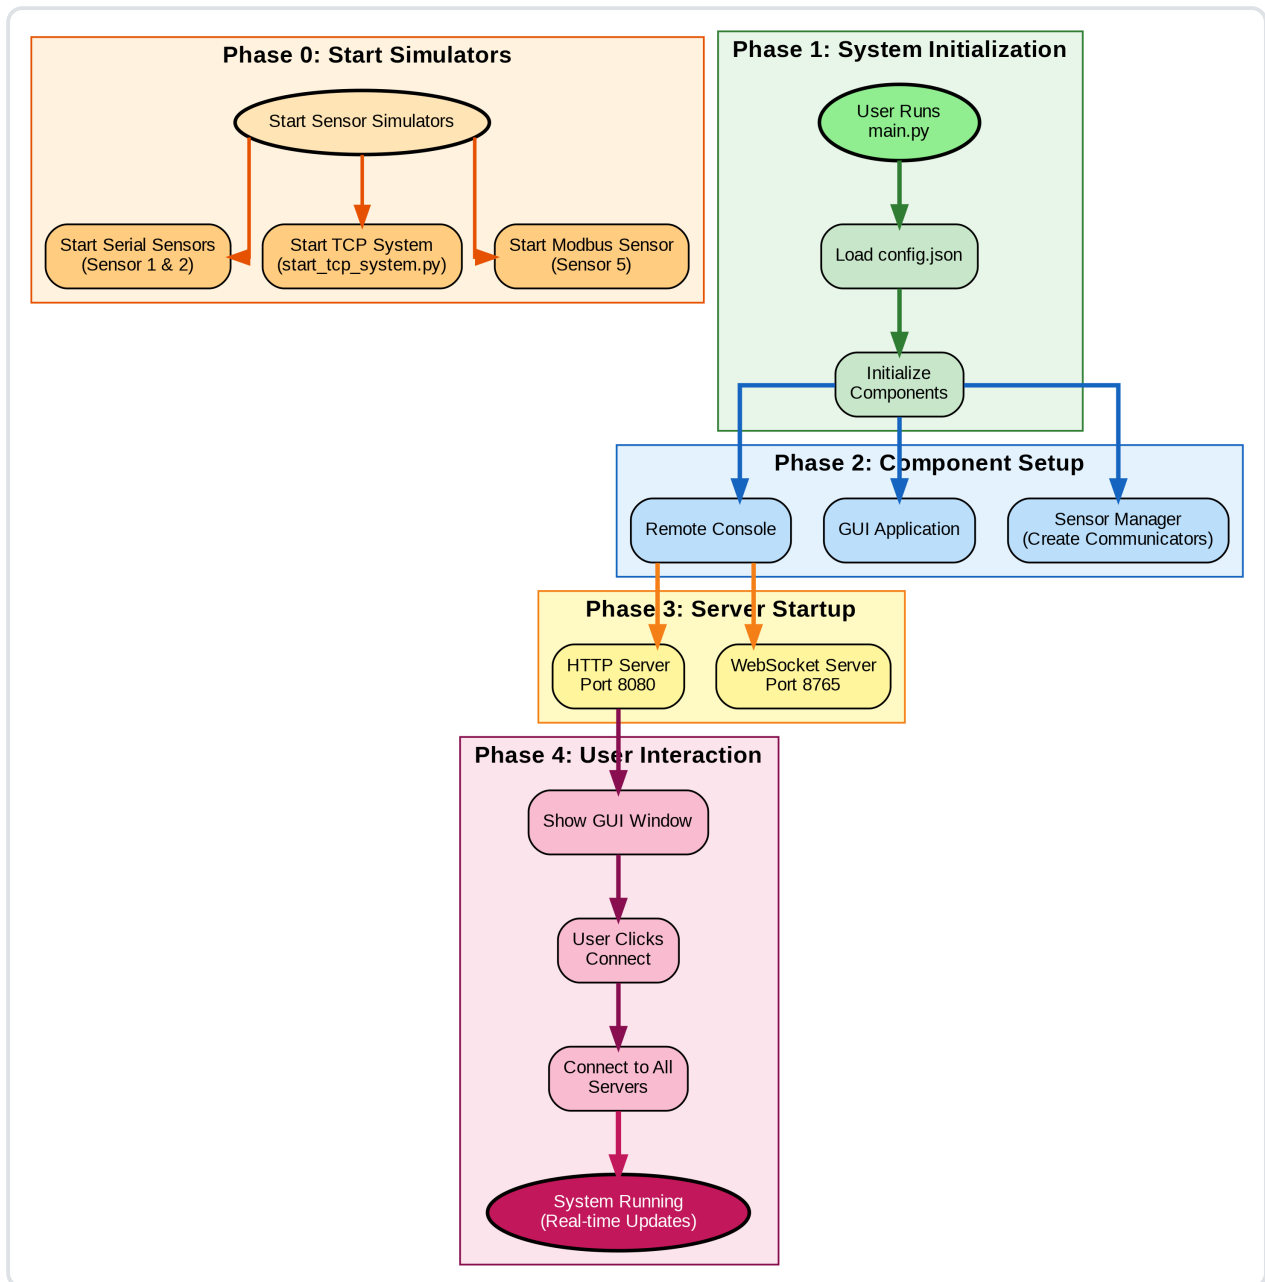 Phase 0: Start Simulators
Start Sensor Simulators
Start Serial Sensors
(Sensor 1 & 2)
Start TCP System
(start_tcp_system.py)
Start Modbus Sensor
(Sensor 5)
Phase 1: System Initialization
User Runs
main.py
Load config.json
Initialize
Components
Phase 2: Component Setup
Remote Console
GUI Application
Sensor Manager
(Create Communicators)
Phase 3: Server Startup
HTTP Server
Port 8080
WebSocket Server
Port 8765
Phase 4: User Interaction
Show GUI Window
User Clicks
Connect
Connect to All
Servers
System Running
(Real-time Updates)